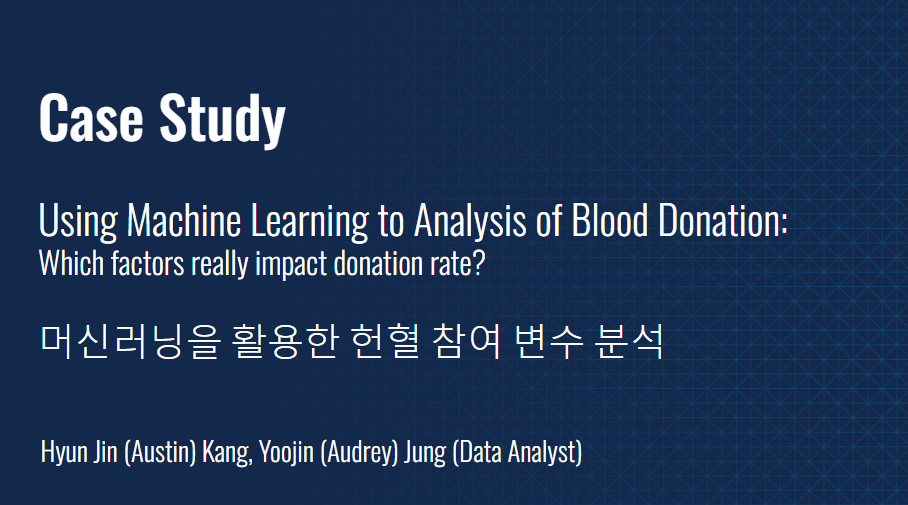 Case Study
Using Machine Learning to Analysis of Blood Donation:
Which factors really impact donation rate?
머신러닝을 활용한 헌혈 참여 변수 분석
Hyun Jin (Austin) Kang, Yoojin (Audrey) Jung (Data Analyst)